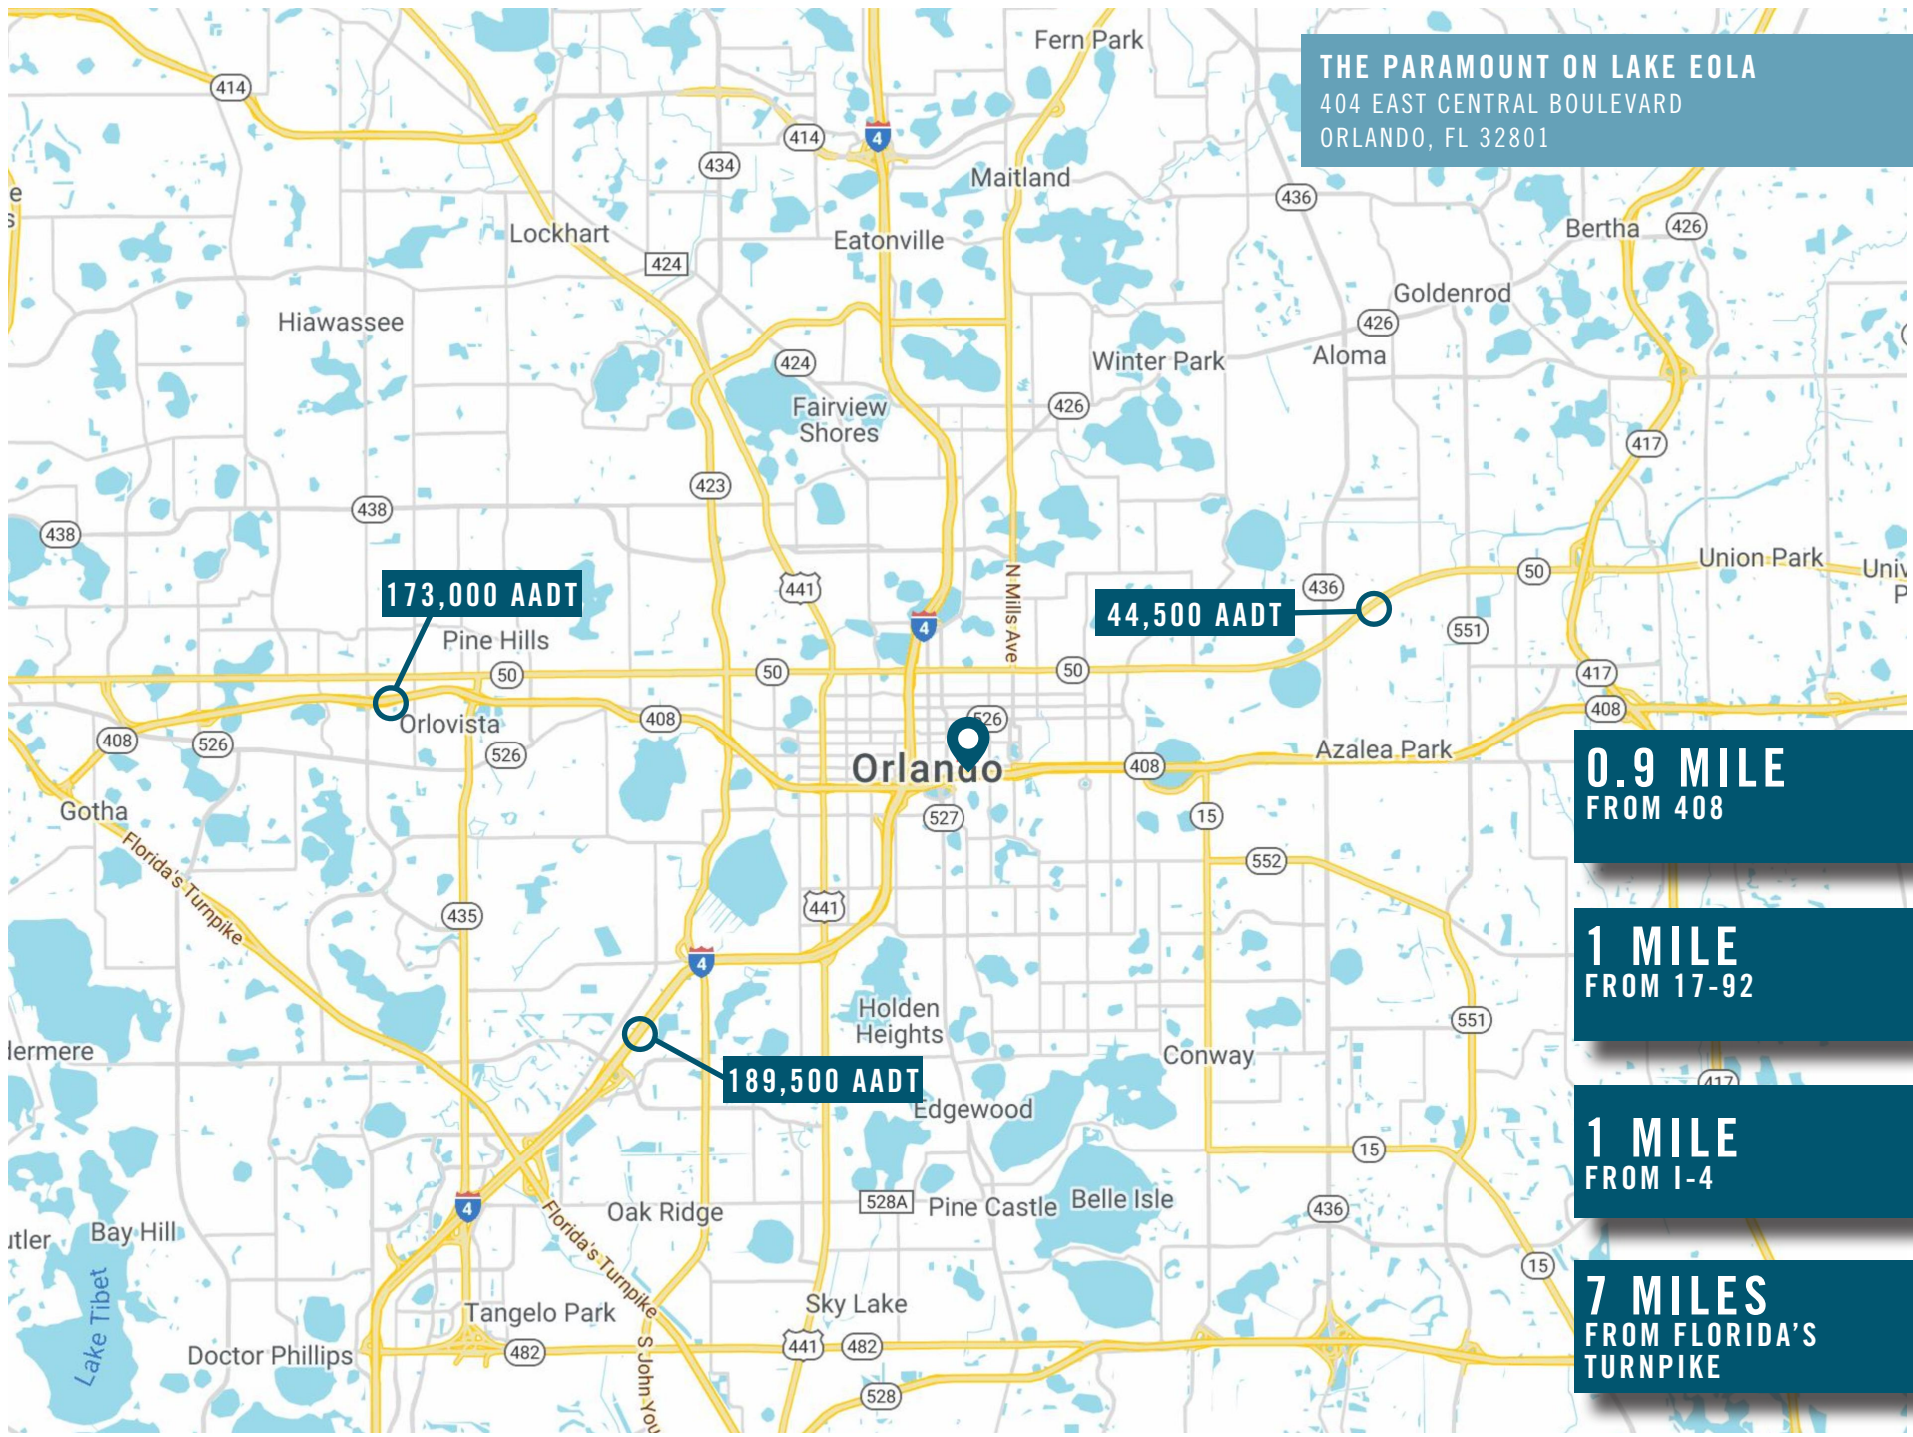 THE PARAMOUNT ON LAKE EOLA
404 EAST CENTRAL BOULEVARD
ORLANDO, FL 32801
Fern Park
414
4
414
434
Maitland
436
Bertha
426
Lockhart
Eatonville
424
Goldenrod
Hiawassee
426
Aloma
424
Winter Park
Fairview
Shores
426
417
423
438
438
Union Park
50
173,000 AADT
441
N Mills Ave
436
44,500 AADT
4
551
Pine Hills
50
50
50
417
408
Orlovista
408
526
408
526
526
Orlando
408
Azalea Park
0.9 MILE
FROM 408
Gotha
527
15
Florida's Turnpike
552
435
441
1 MILE
FROM 17-92
4
Holden
Heights
551
Conway
189,500 AADT
417
Edgewood
1 MILE
FROM I-4
15
528A
Pine Castle
Belle Isle
4
Oak Ridge
436
Bay Hill
Florida's Turnpike
15
Lake Tibet
7 MILES
FROM FLORIDA'S
TURNPIKE
Tangelo Park
Sky Lake
Doctor Phillips
482
441
482
S John You
528